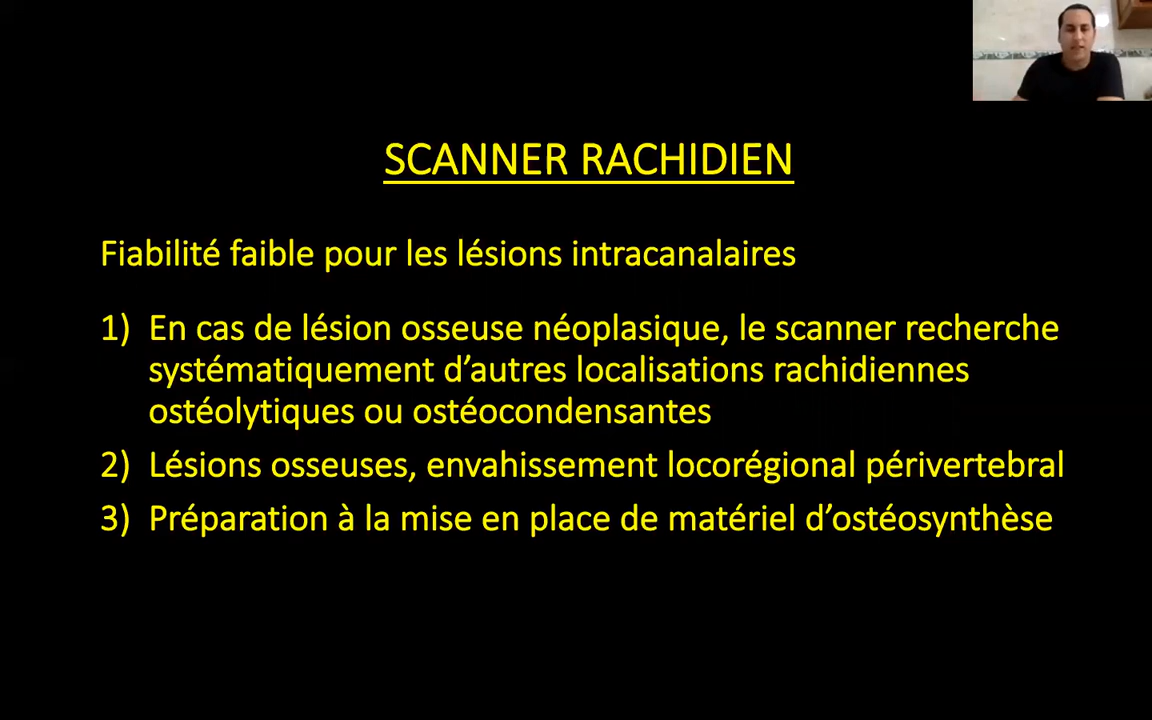 SCANNER RACHIDIEN
Fiabilité faible pour les lésions intracanalaires
1) En cas de lésion osseuse néoplasique, le scanner recherche
systématiquement d’autres localisations rachidiennes
ostéolytiques ou ostéocondensantes
2) Lésions osseuses, envahissement locorégional périvertebral
3) Préparation à la mise en place de matériel d’ostéosynthèse